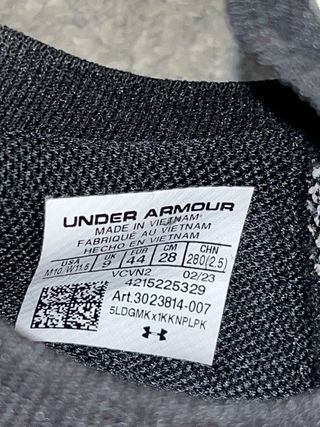 UNDER ARMOUR
MADE IN VIETNAM
FABRIQUÉ AU VIETNAM
HECHO EN VIETNAM
USA UK EUR CM CHN
M10/W11.5 9 44 28 280(2.5)
VCVN2 02/23
4215225329
Art.3023814-007
5LDGMKx1KKNPLPK